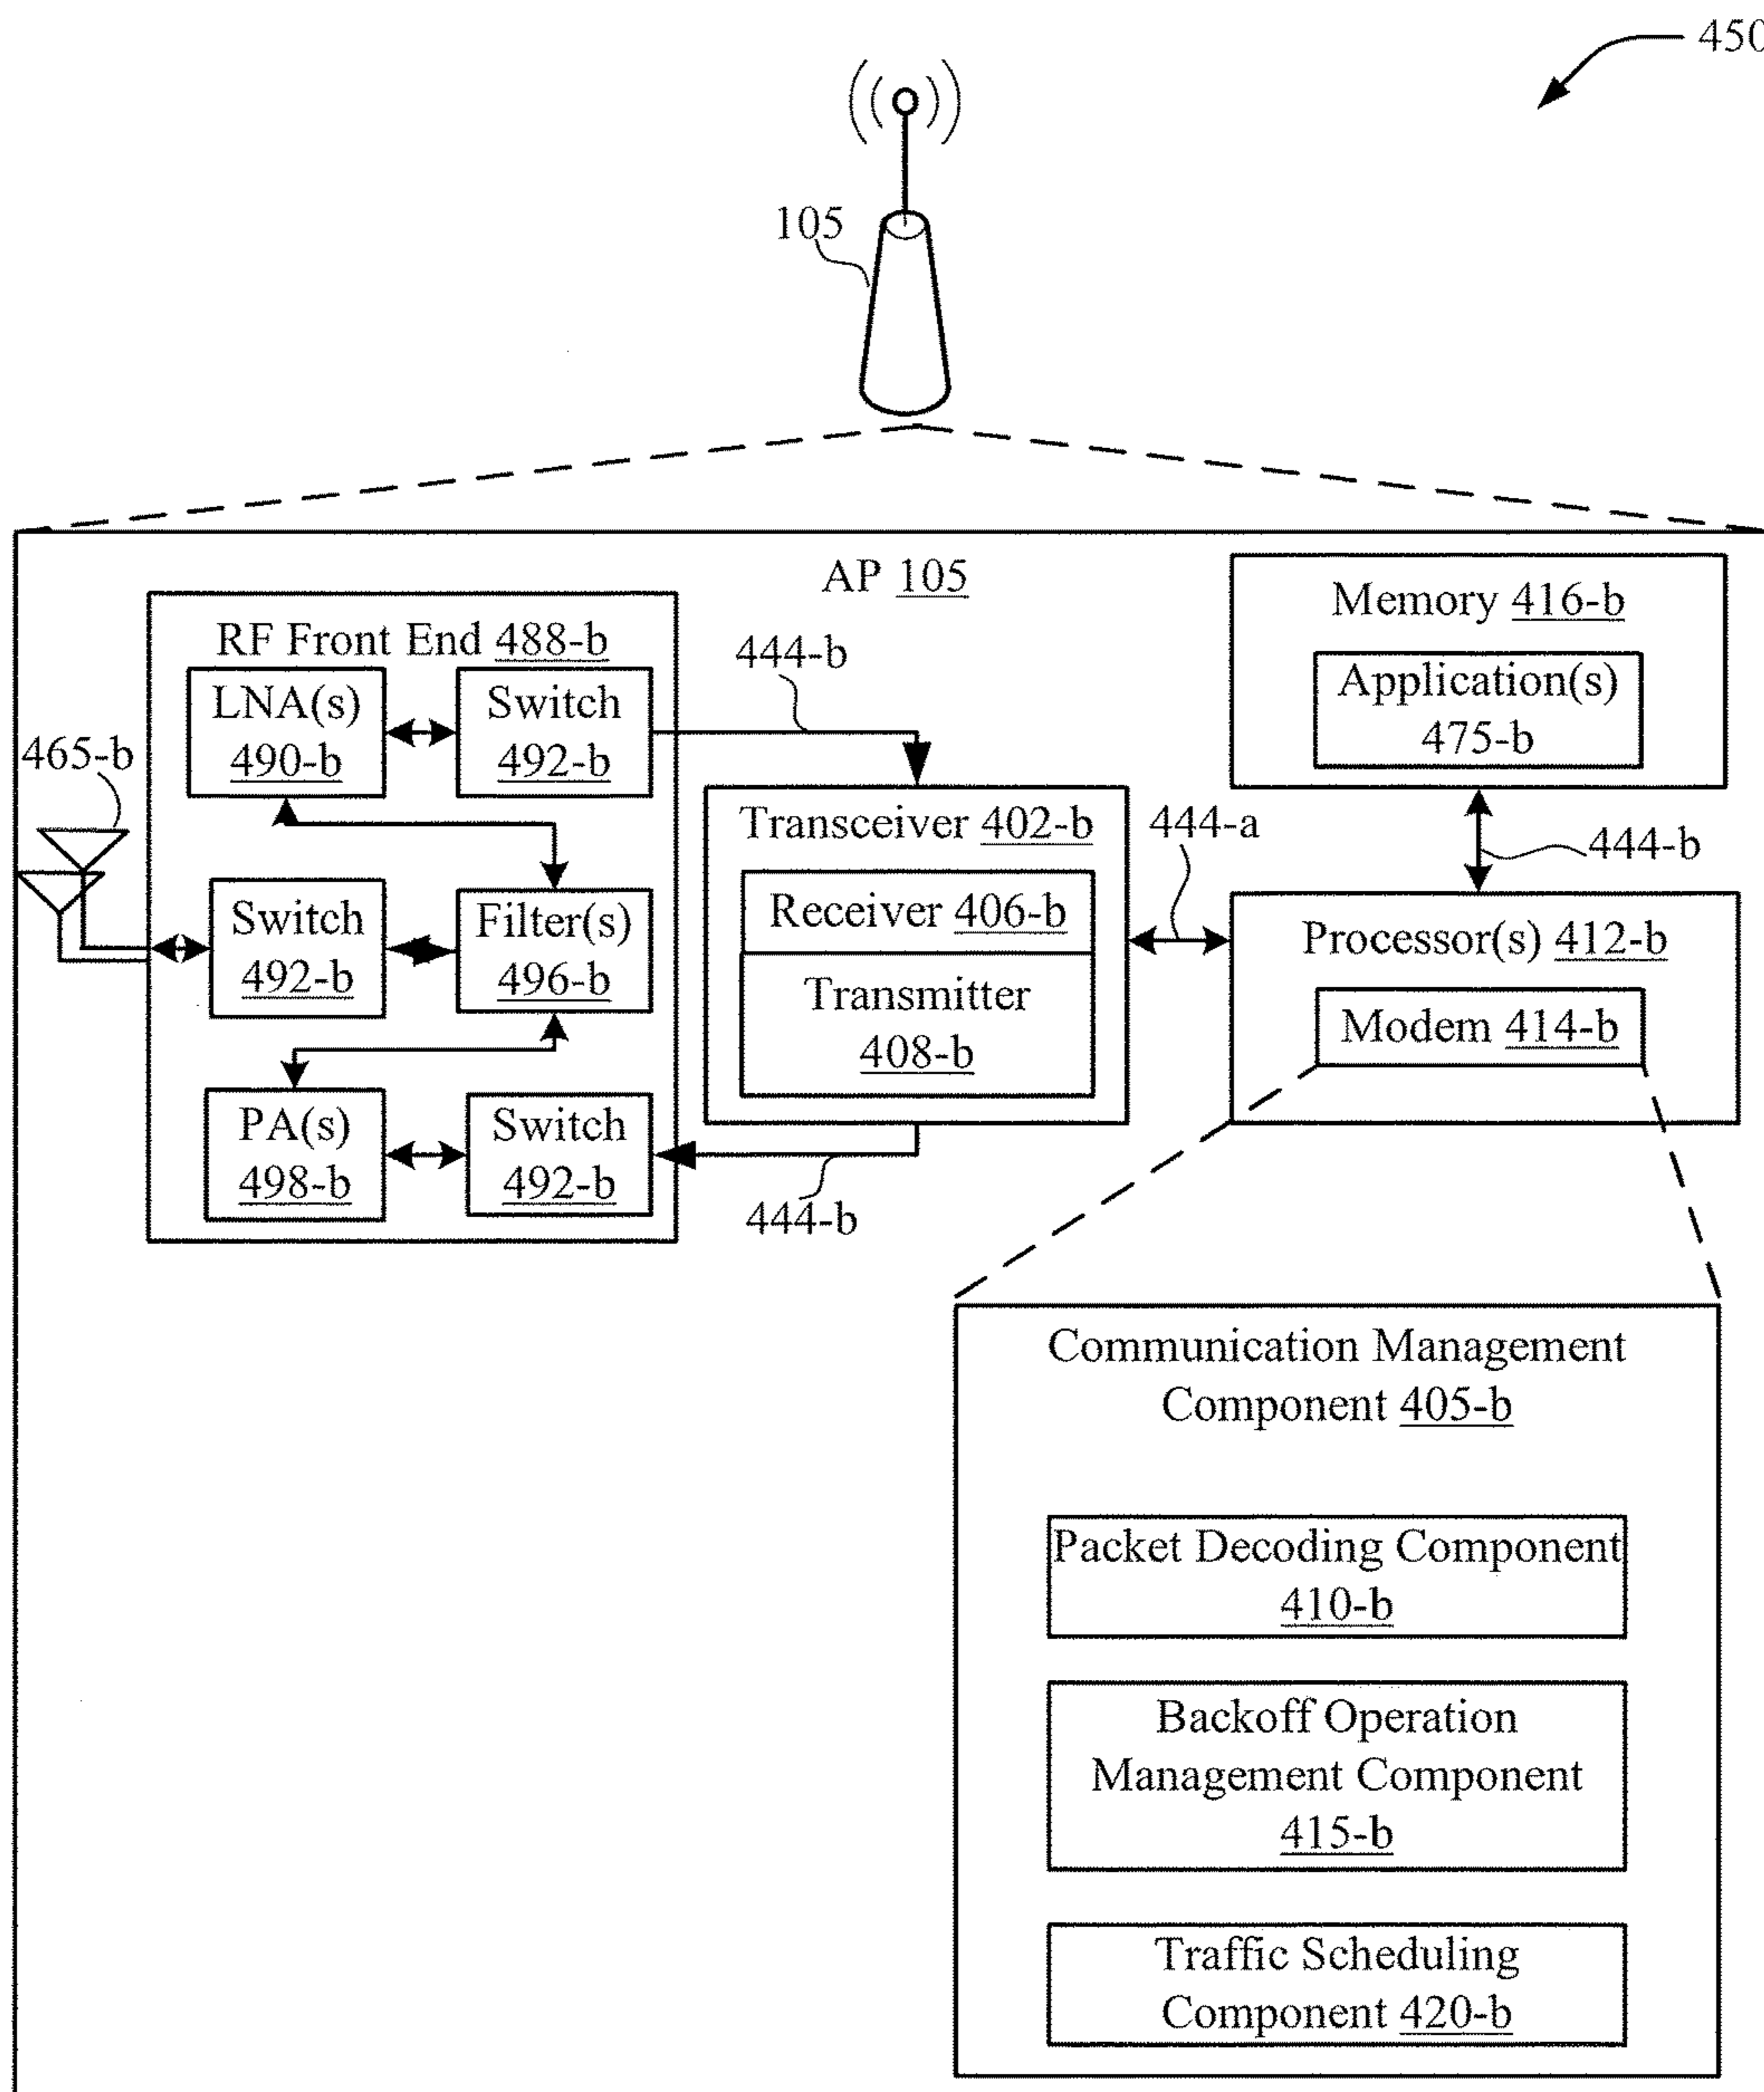 450
105
AP 105
RF Front End 488-b
LNA(s)
490-b
Switch
492-b
444-b
465-b
Switch
492-b
Filter(s)
496-b
PA(s)
498-b
Switch
492-b
444-b
Transceiver 402-b
Receiver 406-b
Transmitter
408-b
444-a
Memory 416-b
Application(s)
475-b
444-b
Processor(s) 412-b
Modem 414-b
Communication Management
Component 405-b
Packet Decoding Component
410-b
Backoff Operation
Management Component
415-b
Traffic Scheduling
Component 420-b